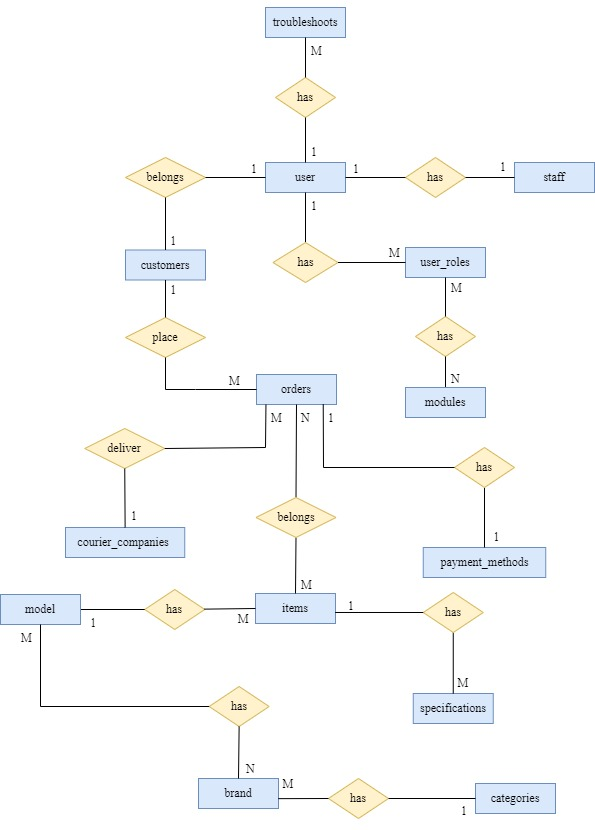 troubleshoots
M
has
1
belongs
1
user
1
has
1
staff
1
1
has
M
user_roles
customers
1
M
place
has
N
modules
M
orders
M
N
1
deliver
has
1
belongs
1
courier_companies
payment_methods
M
model
1
has
M
items
1
has
M
M
specifications
has
N
brand
M
has
1
categories